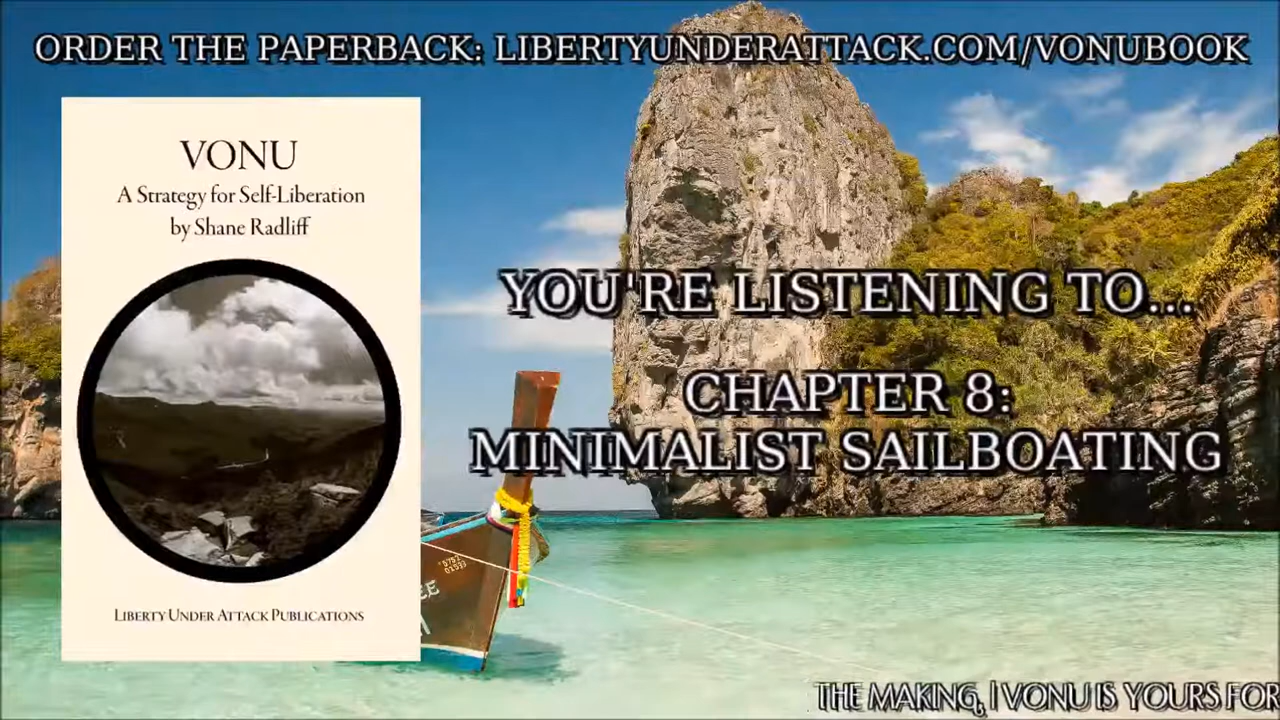 ORDER THE PAPERBACK: LIBERTYUNDERATTACK.COM/VONUBOOK
VONU
A Strategy for Self-Liberation
by Shane Radliff
LIBERTY UNDER ATTACK PUBLICATIONS
YOU'RE LISTENING TO...
CHAPTER 8:
MINIMALIST SAILBOATING
THE MAKING, | VONU IS YOURS FOR